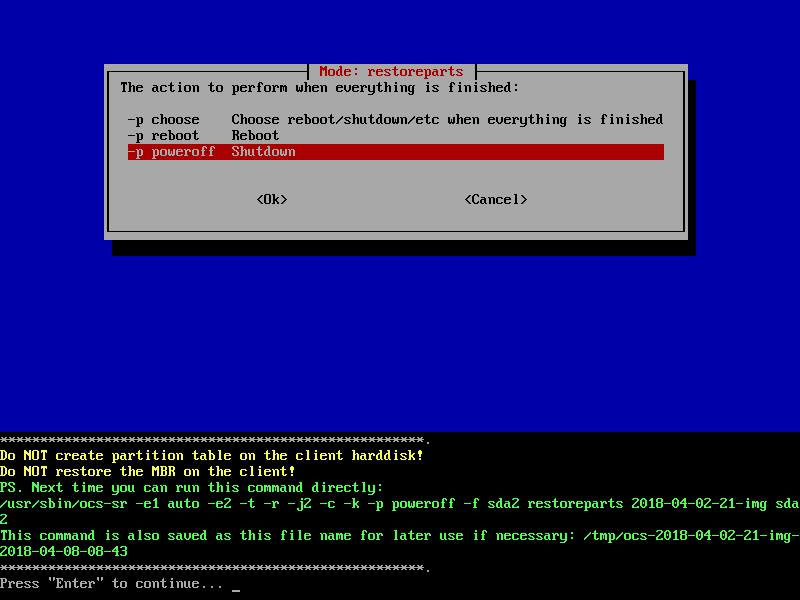 Mode: restoreparts
The action to perform when everything is finished:
-p choose    Choose reboot/shutdown/etc when everything is finished
-p reboot    Reboot
-p poweroff  Shutdown
<Ok>                      <Cancel>
*****************************************************.
Do NOT create partition table on the client harddisk!
Do NOT restore the MBR on the client!
PS. Next time you can run this command directly:
/usr/sbin/ocs-sr -e1 auto -e2 -t -r -j2 -c -k -p poweroff -f sda2 restoreparts 2018-04-02-21-img sda
2
This command is also saved as this file name for later use if necessary: /tmp/ocs-2018-04-02-21-img-
2018-04-08-08-43
*****************************************************.
Press "Enter" to continue... _